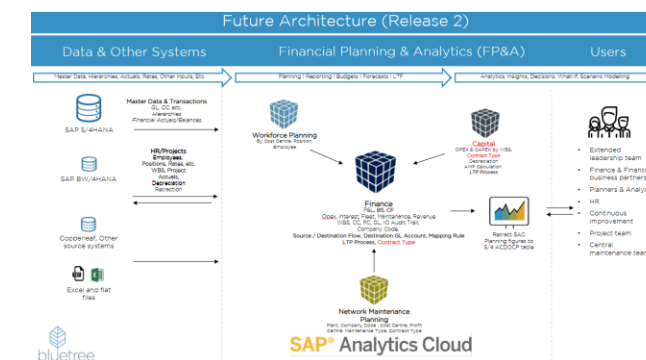 Future Architecture (Release 2)
Data & Other Systems
Financial Planning & Analytics (FP&A)
Users
Master Data, Hierarchies, Actuals, Rates, Other Inputs, Etc
Planning | Reporting | Budgets | Forecasts | LTF
Analytics, Insights, Decisions, What-if, Scenario Modelling
SAP S/4HANA
Master Data & Transactions
GL, CC, etc.
Hierarchies
Financial Actuals/Balances
SAP BW/4HANA
HR/Projects
Employees,
Positions, Rates, etc.
WBS, Project
Actuals,
Depreciation
Retraction
Copperleaf, Other
source systems
Excel and flat
files
bluetree
Workforce Planning
By Cost Centre, Position,
Employee
Capital
OPEX & CAPEX by WBS,
Contract Type
Depreciation
AMP Calculation
LTP Process
Finance
P&L, BS, CF
Opex, Interest, Fleet, Maintenance, Revenue
WBS, CC, PC, GL, IO Audit Trail,
Company Code,
Source / Destination Flow, Destination GL Account, Mapping Rule
LTP Process, Contract Type
Retract SAC
Planning figures to
S/4 ACDOCP table
Network Maintenance
Planning
Plant, Company Code, Cost Centre, Profit
Centre, Maintenance Type, Contract Type
SAP® Analytics Cloud
• Extended
leadership team
• Finance & Finance
business partners
• Planners & Analys
• HR
• Continuous
improvement
• Project team
• Central
maintenance team